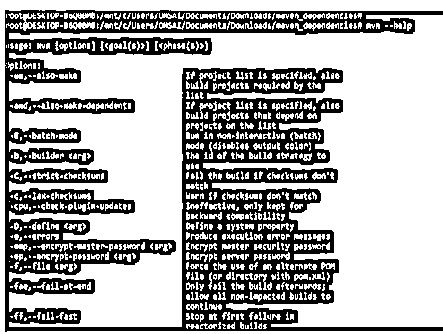 root@DESKTOP-B6Q00MB:/mnt/c/Users/OMSAI/Documents/Downloads/maven_dependencies#
root@DESKTOP-B6Q00MB:/mnt/c/Users/OMSAI/Documents/Downloads/maven_dependencies# mvn --help
usage: mvn [options] [<goal(s)>] [<phase(s)>]
Options:
-am,--also-make If project list is specified, also
build projects required by the
list
-amd,--also-make-dependents If project list is specified, also
build projects that depend on
projects on the list
-B,--batch-mode Run in non-interactive (batch)
mode (disables output color)
-b,--builder <arg> The id of the build strategy to
use
-C,--strict-checksums Fail the build if checksums don't
match
-c,--lax-checksums Warn if checksums don't match
-cpu,--check-plugin-updates Ineffective, only kept for
backward compatibility
-D,--define <arg> Define a system property
-e,--errors Produce execution error messages
-emp,--encrypt-master-password <arg> Encrypt master security password
-ep,--encrypt-password <arg> Encrypt server password
-f,--file <arg> Force the use of an alternate POM
file (or directory with pom.xml)
-fae,--fail-at-end Only fail the build afterwards;
allow all non-impacted builds to
continue
-ff,--fail-fast Stop at first failure in
reactorized builds